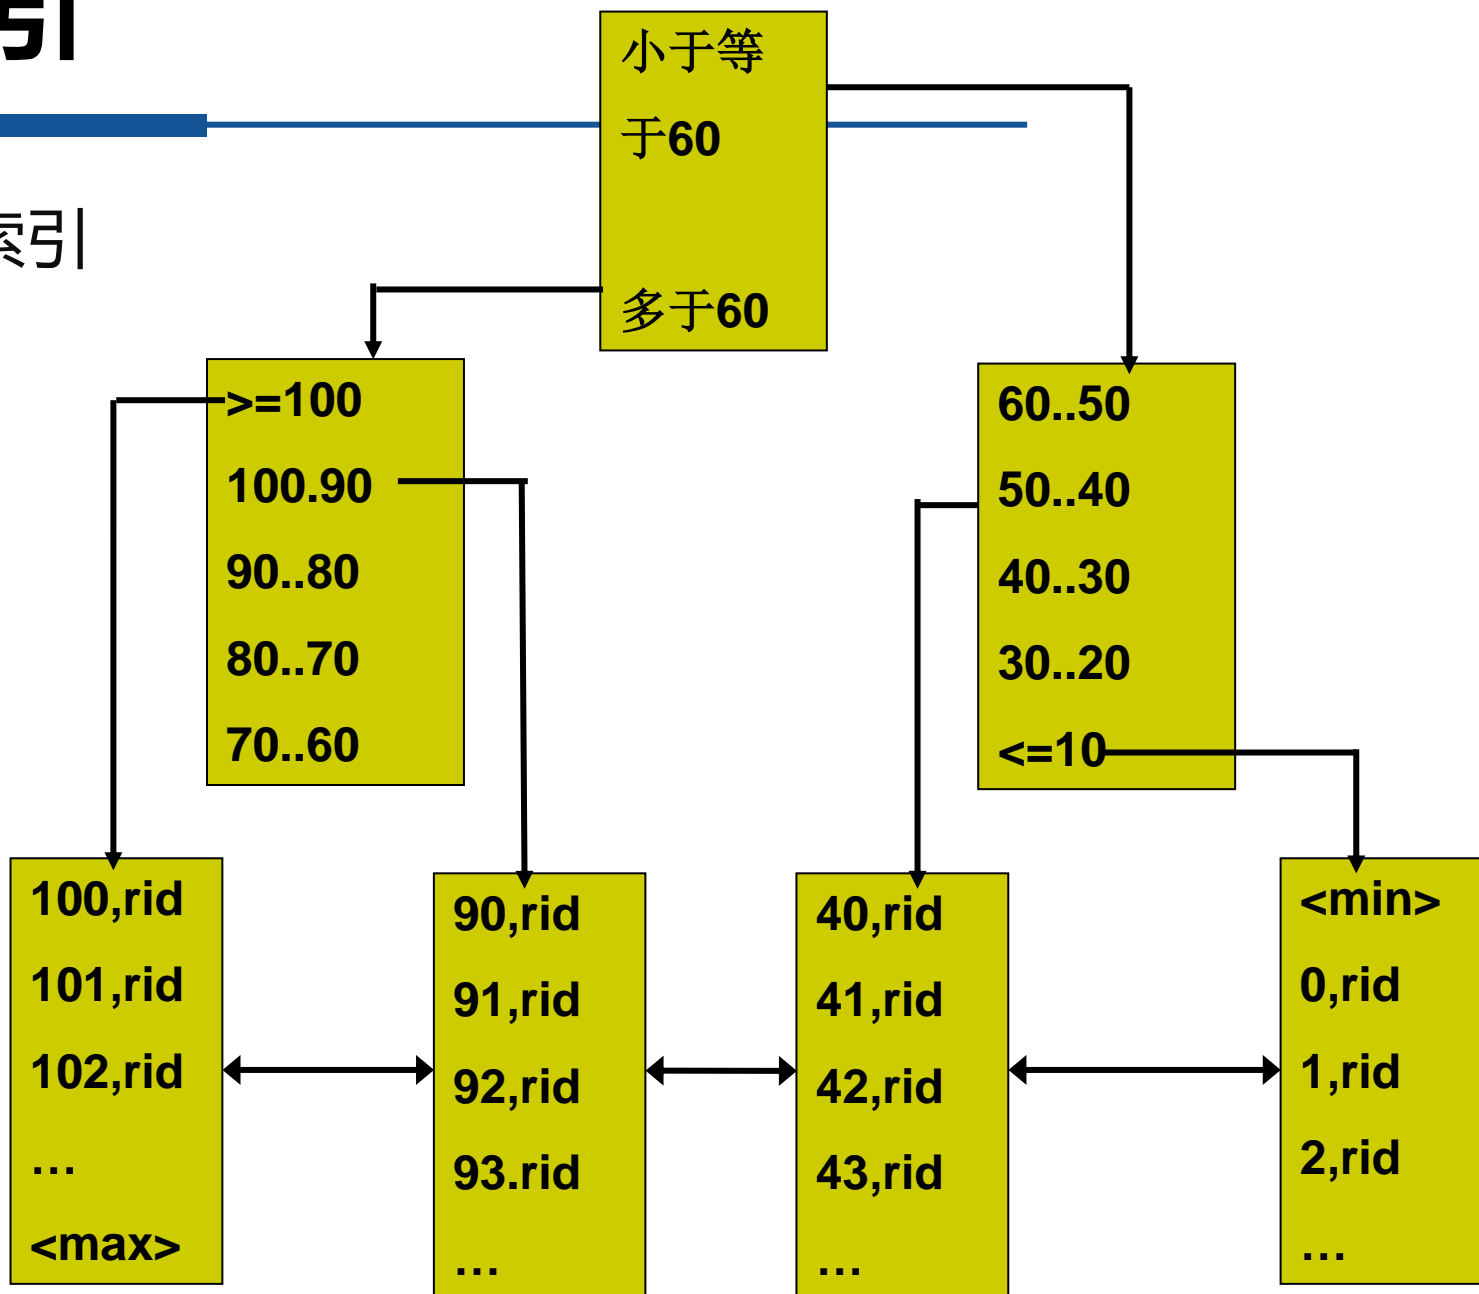 引
索引
小于等
于60
多于60
>=100
100.90
90..80
80..70
70..60
60..50
50..40
40..30
30..20
<=10
100,rid
101,rid
102,rid
…
<max>
90,rid
91,rid
92,rid
93.rid
…
40,rid
41,rid
42,rid
43,rid
…
<min>
0,rid
1,rid
2,rid
…